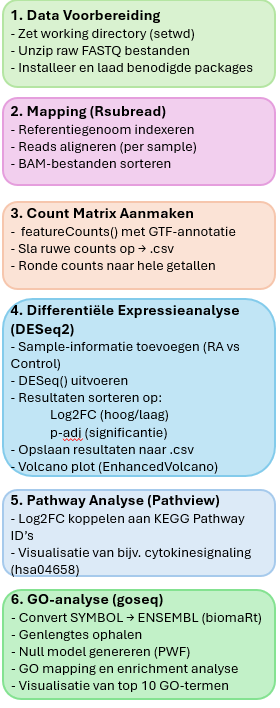 1. Data Voorbereiding
- Zet working directory (setwd)
- Unzip raw FASTQ bestanden
- Installeer en laad benodigde packages
2. Mapping (Rsubread)
- Referentiegenoom indexeren
- Reads aligneren (per sample)
- BAM-bestanden sorteren
3. Count Matrix Aanmaken
- featureCounts() met GTF-annotatie
- Sla ruwe counts op → .csv
- Ronde counts naar hele getallen
4. Differentiële Expressieanalyse
(DESeq2)
- Sample-informatie toevoegen (RA vs
Control)
- DESeq() uitvoeren
- Resultaten sorteren op:
Log2FC (hoog/laag)
p-adj (significantie)
- Opslaan resultaten naar .csv
- Volcano plot (EnhancedVolcano)
5. Pathway Analyse (Pathview)
- Log2FC koppelen aan KEGG Pathway
ID's
- Visualisatie van bijv. cytokinesignaling
(hsa04658)
6. GO-analyse (goseq)
- Convert SYMBOL → ENSEMBL (biomaRt)
- Genlengtes ophalen
- Null model genereren (PWF)
- GO mapping en enrichment analyse
- Visualisatie van top 10 GO-termen